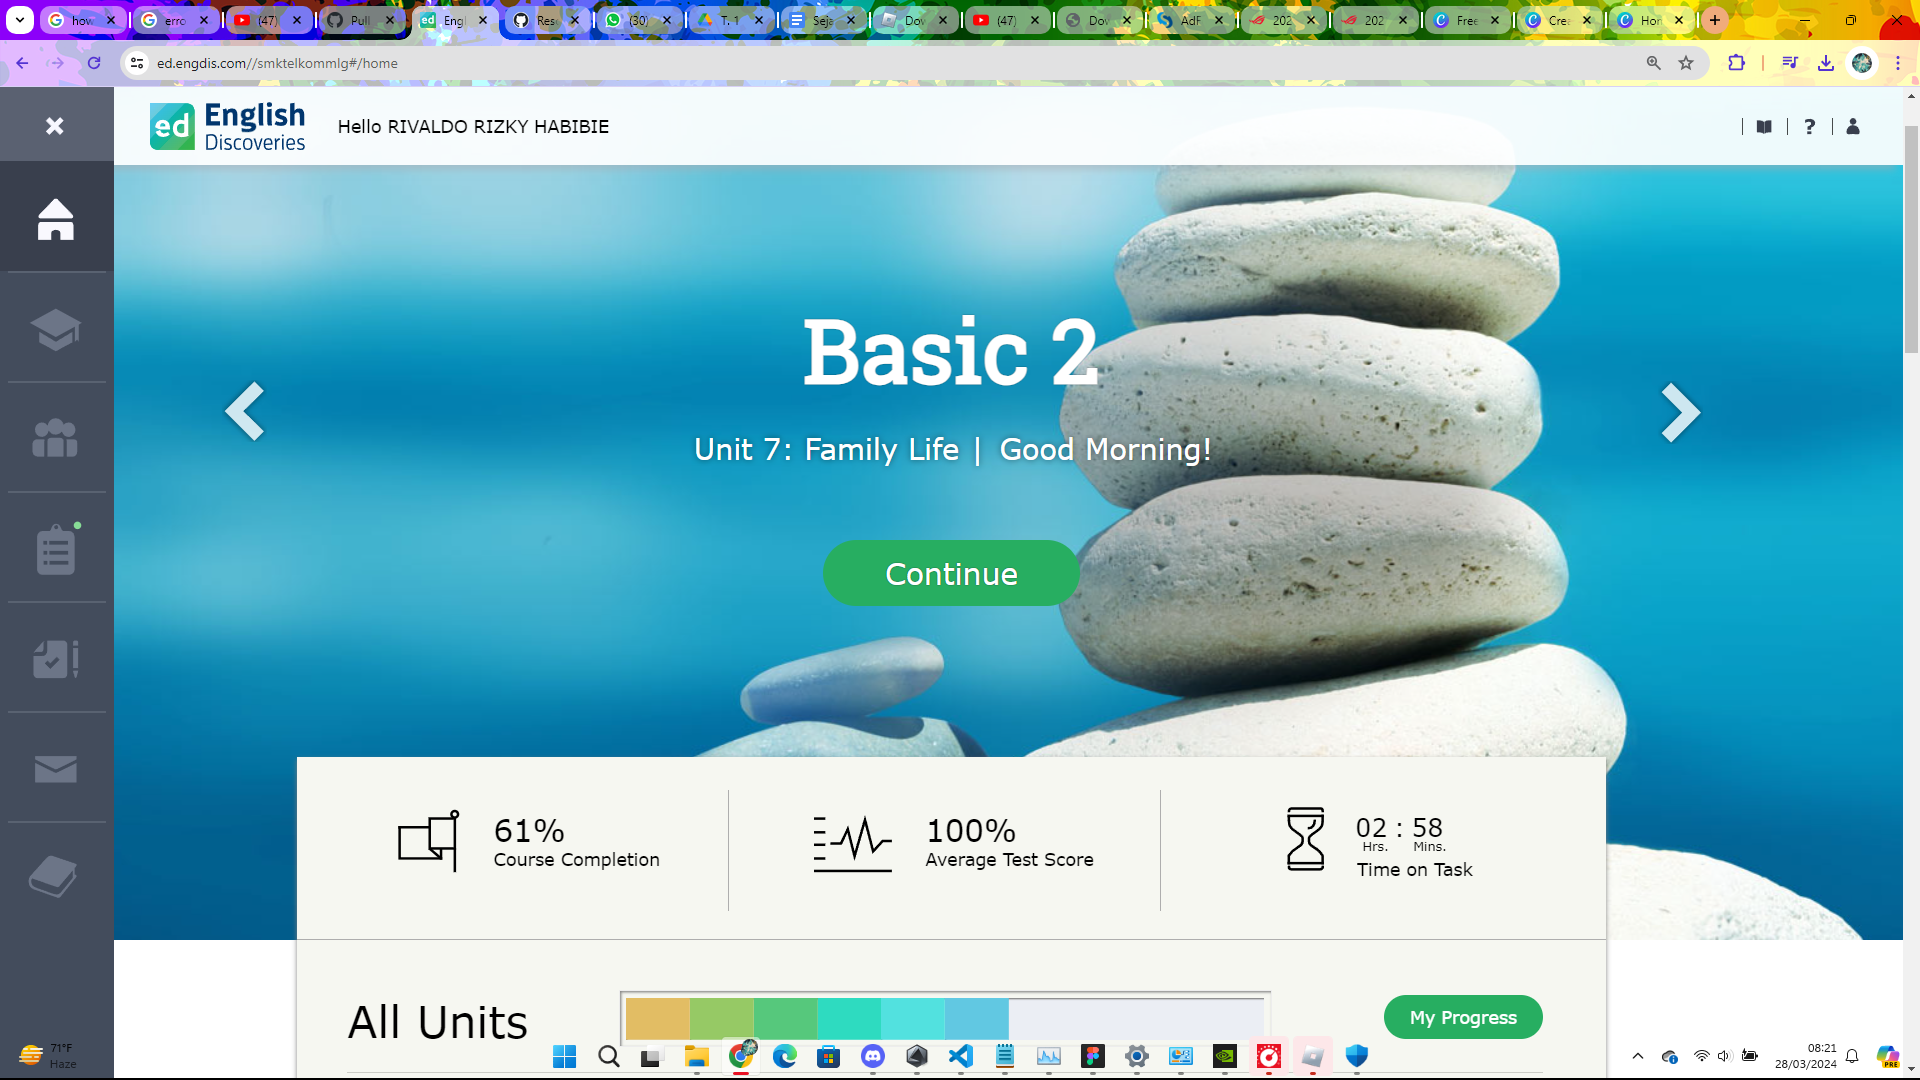 how
erro
(47)
Pull
Engl
Res
(30)
T. 1
Seja
Dov
(47)
Dov
AdF
202
202
Free
Crea
Hon
ed.engdis.com//smktelkommlg#/home
ed
English
Discoveries
Hello RIVALDO RIZKY HABIBIE
?
Basic 2
Unit 7: Family Life | Good Morning!
Continue
61%
Course Completion
100%
Average Test Score
02 : 58
Hrs. Mins.
Time on Task
All Units
My Progress
71°F
Haze
08:21
28/03/2024
PRE